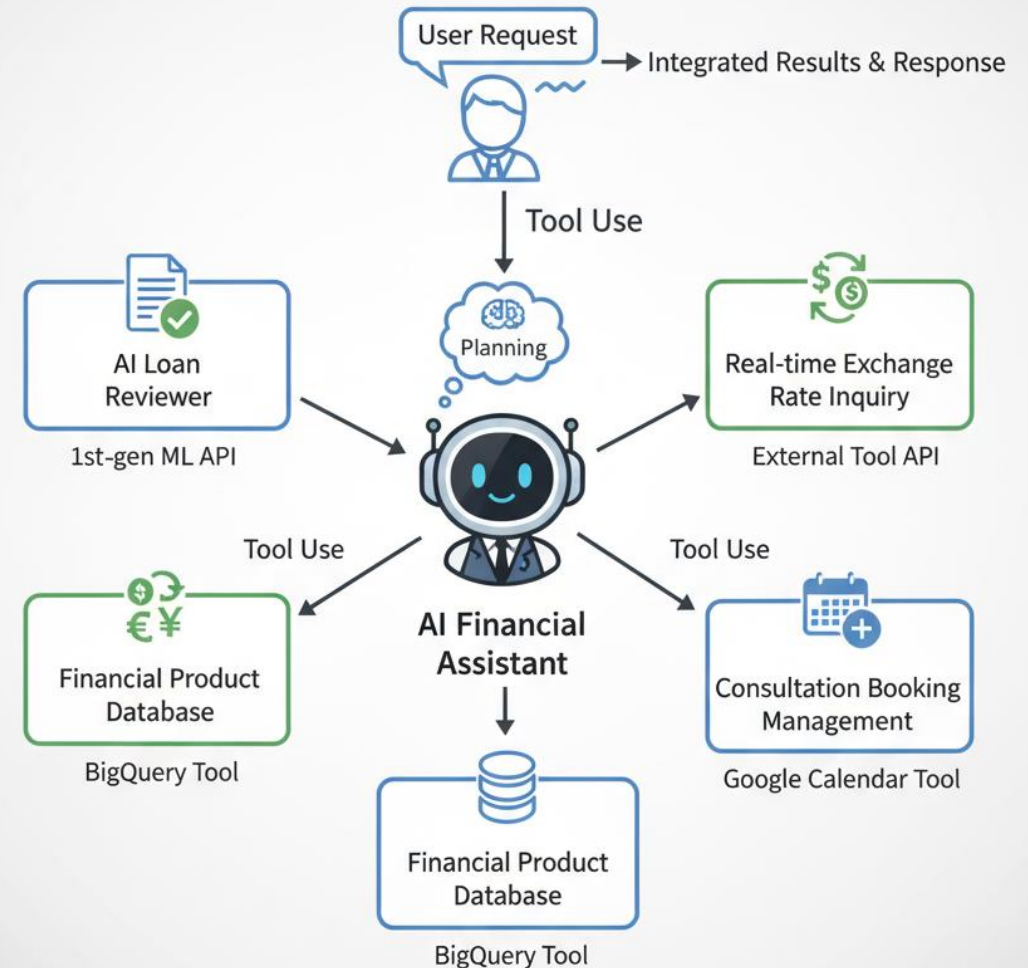 User Request
Integrated Results & Response
Tool Use
Planning
AI Loan
Reviewer
1st-gen ML API
Real-time Exchange
Rate Inquiry
External Tool API
Tool Use
Tool Use
AI Financial
Assistant
Financial Product
Database
BigQuery Tool
Consultation Booking
Management
Google Calendar Tool
Financial Product
Database
BigQuery Tool